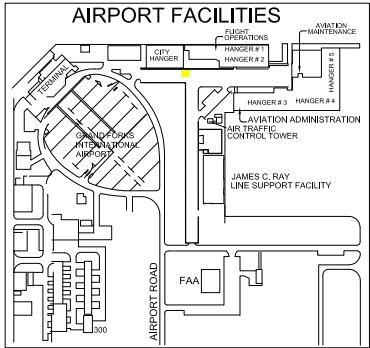 AIRPORT FACILITIES
FLIGHT
OPERATIONS
AVIATION
MAINTENANCE
CITY
HANGER
HANGER # 1
HANGER # 2
HANGER # 5
TERMINAL
HANGER # 3
HANGER # 4
AVIATION ADMINISTRATION
AIR TRAFFIC
CONTROL TOWER
GRAND FORKS
INTERNATIONAL
AIRPORT
JAMES C. RAY
LINE SUPPORT FACILITY
AIRPORT ROAD
FAA
300